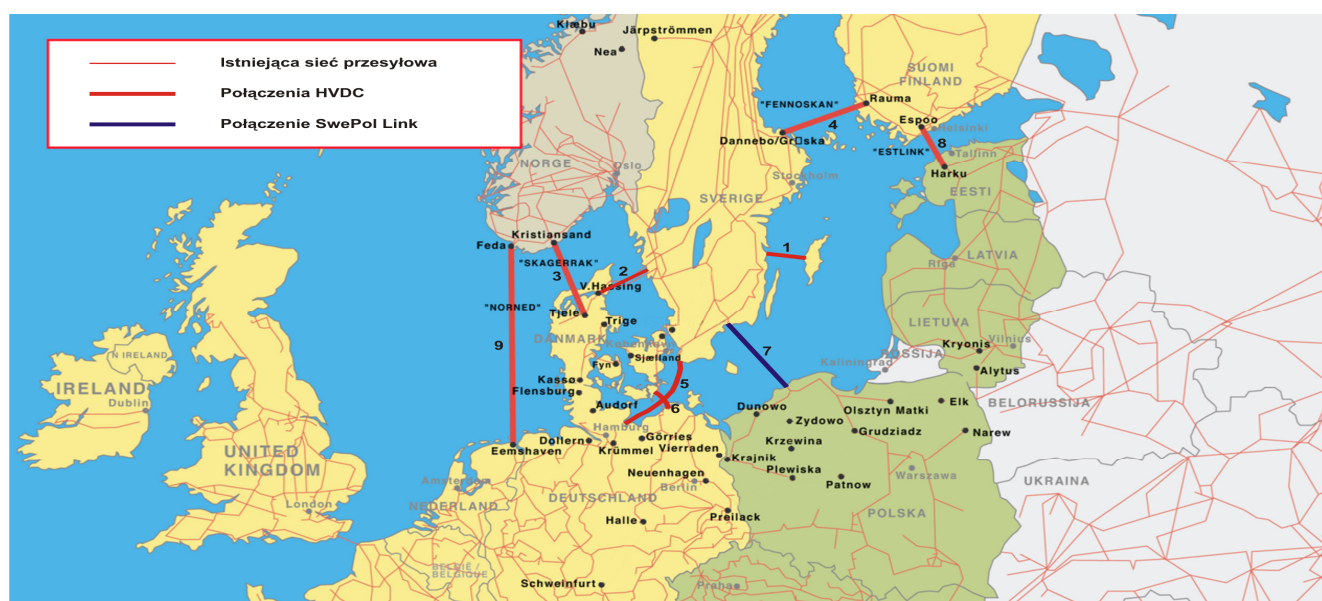 Istniejąca sieć przesyłowa
Połączenia HVDC
Połączenie SwePol Link
Klæbu
Järpströmmen
Nea
SUOMI
FINLAND
"FENNOSKAN"
Rauma
4
Espoo
Helsinki
Dannebo/Gr□ska
"ESTLINK"
8
Tallinn
Harku
NORGE
Oslo
Stockholm
EESTI
SVERIGE
Kristiansand
Feda
1
LATVIA
Riga
"SKAGERRAK"
3
2
V.Hassing
"NORNED"
Tjele
Trige
LIETUVA
DANMARK
København
9
7
Vilnius
Kryonis
RUSSIJA
Kaliningrad
N IRELAND
Sjælland
Fyn
Alytus
IRELAND
Dublin
Kassø
Flensburg
5
6
Audorf
Dunowo
Olsztyn Matki
Elk
BELORUSSIJA
Zydowo
Hamburg
Grudziadz
Narew
Dollern
Görries
Krzewina
Eemshaven
Krümmel
Vierraden
Krajnik
UNITED
KINGDOM
Plewiska
Patnow
Warszawa
Neuenhagen
Berlin
UKRAINA
Amsterdam
DEUTSCHLAND
London
NEDERLAND
Preilack
POLSKA
Halle
BELGIË /
BELGIQUE
Schweinfurt
Praha